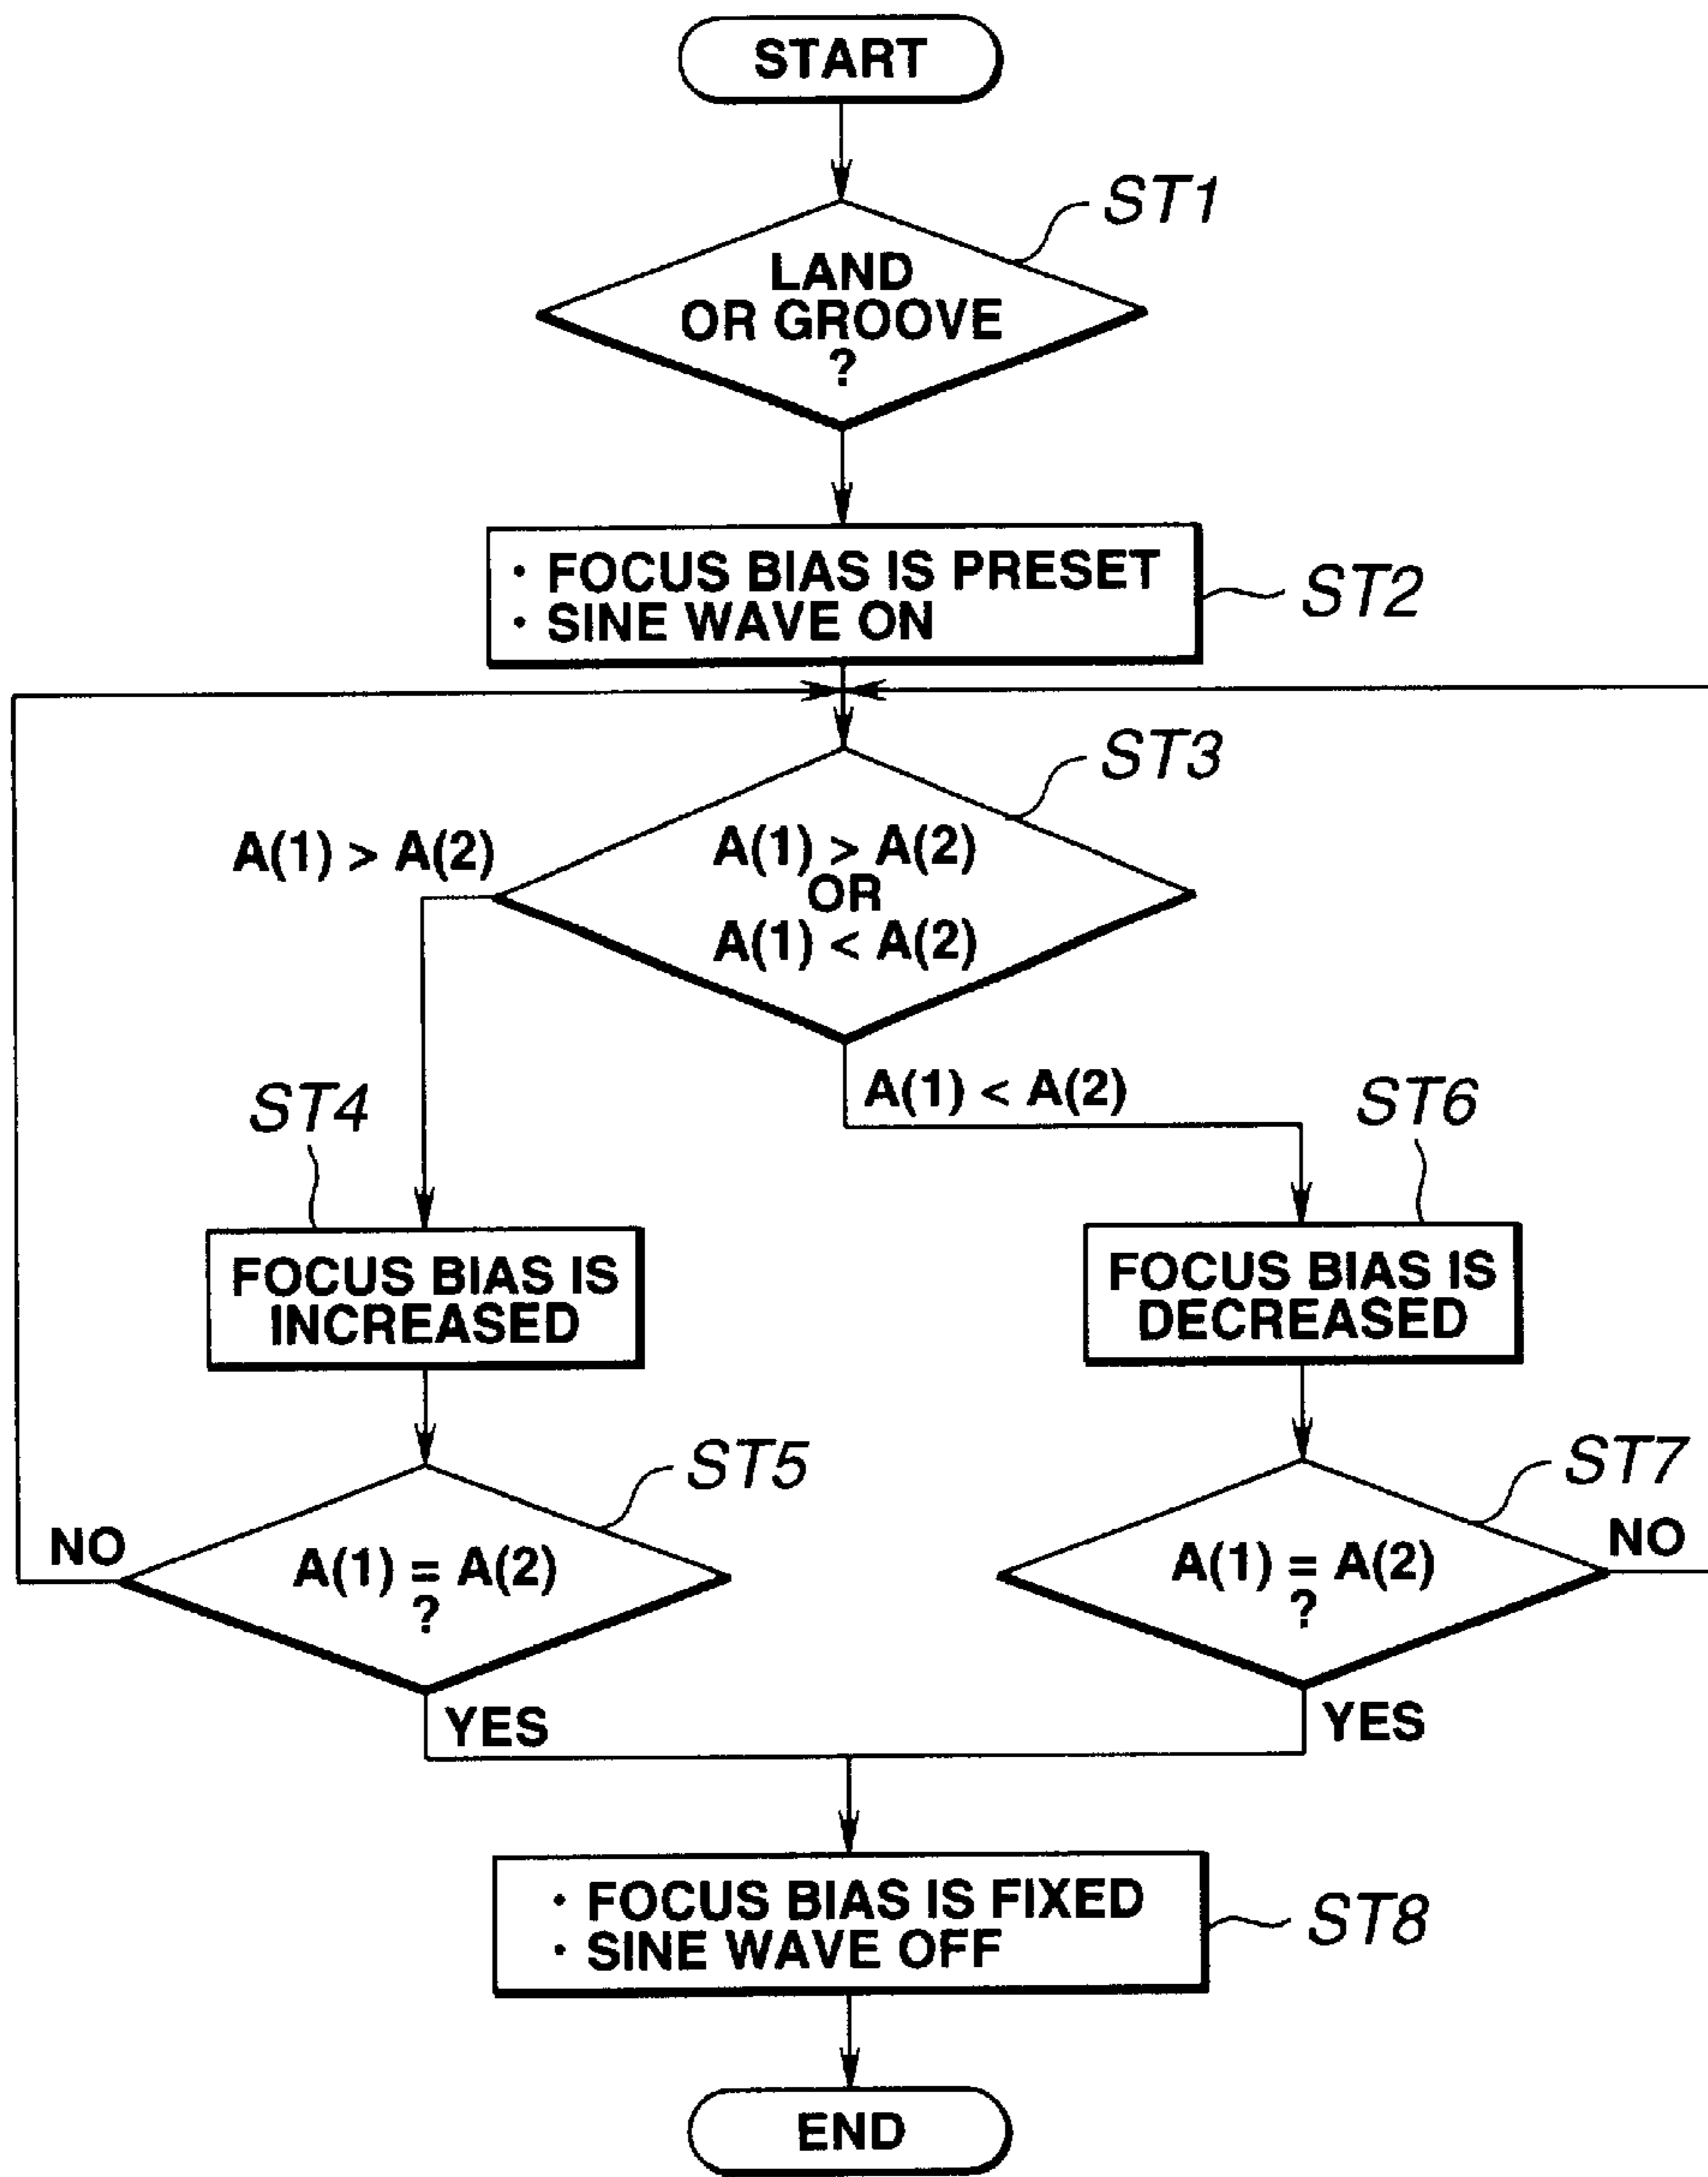 START
ST1
LAND
OR GROOVE
?
• FOCUS BIAS IS PRESET
• SINE WAVE ON
ST2
ST3
A(1) > A(2)
A(1) > A(2)
OR
A(1) < A(2)
A(1) < A(2)
ST4
ST6
FOCUS BIAS IS
INCREASED
FOCUS BIAS IS
DECREASED
ST5
ST7
NO
A(1) = A(2)
?
A(1) = A(2)
?
NO
YES
YES
• FOCUS BIAS IS FIXED
• SINE WAVE OFF
ST8
END